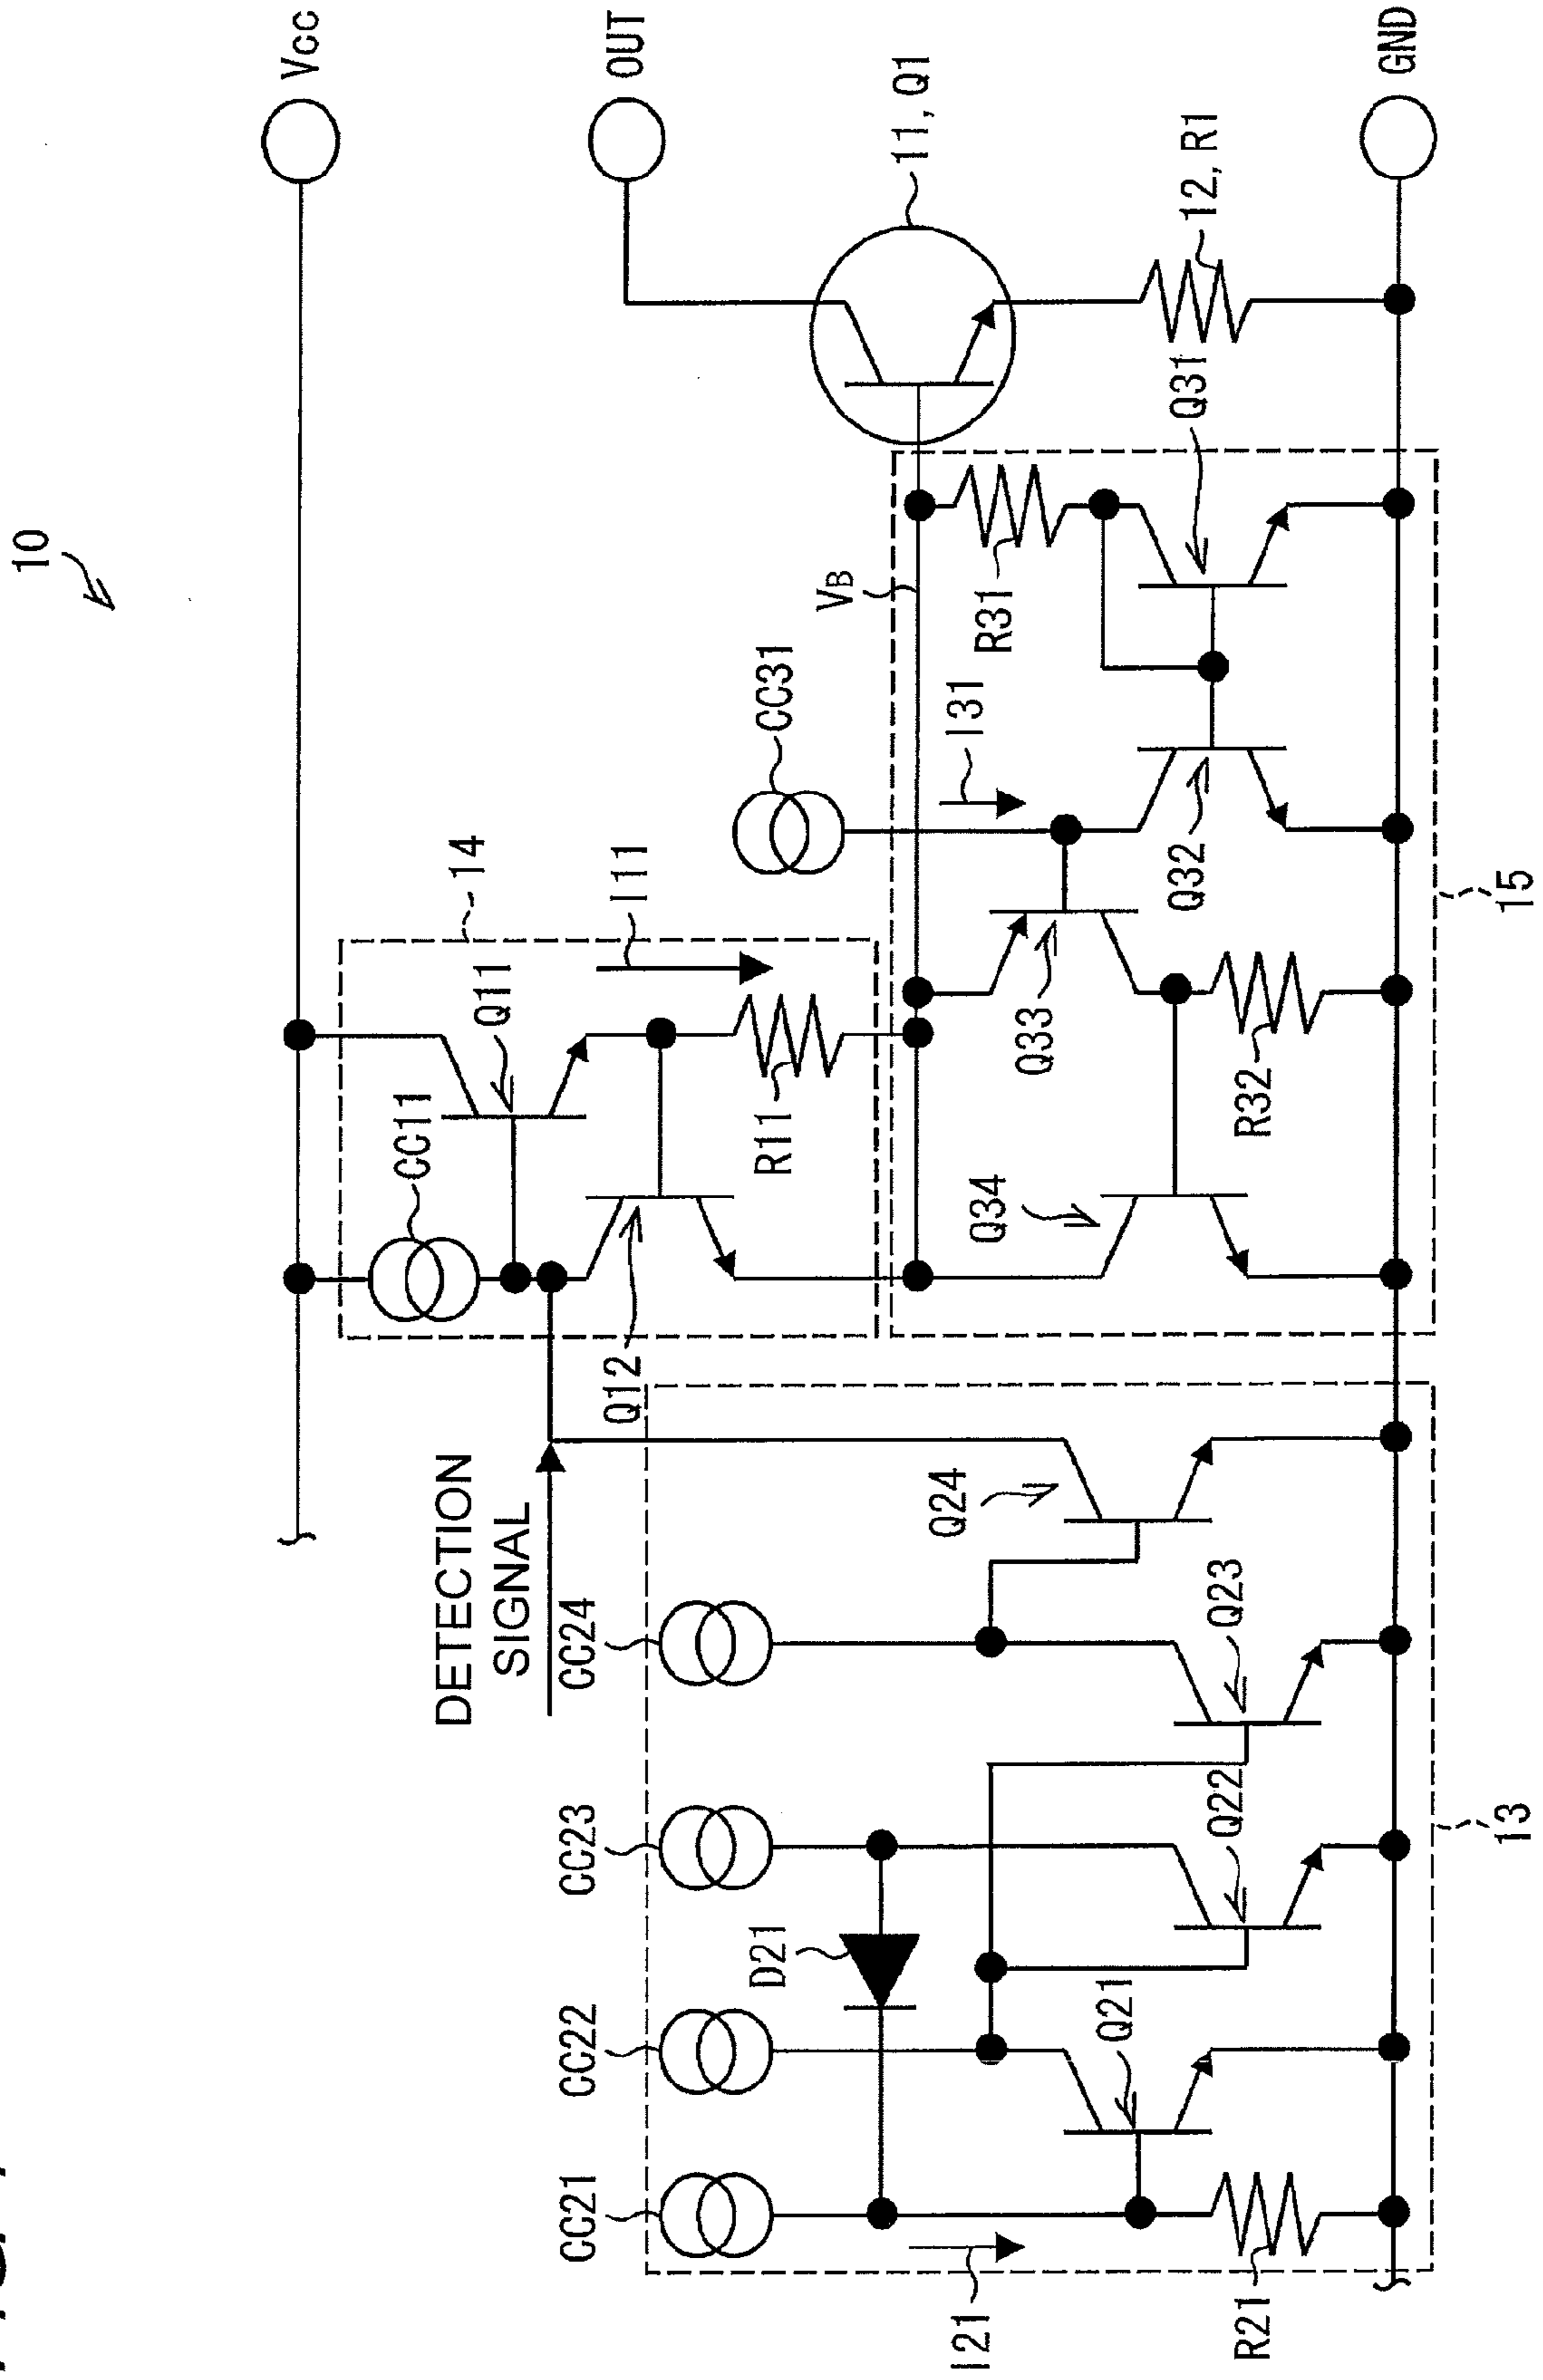 10
Vcc
OUT
11, Q1
12, R1
GND
14
CC11
Q11
I11
Q12
R11
CC31
VB
I31
R31
Q31
Q32
Q33
Q34
R32
15
DETECTION
SIGNAL
CC21
CC22
CC23
CC24
D21
Q24
Q23
Q22
Q21
I21
R21
13